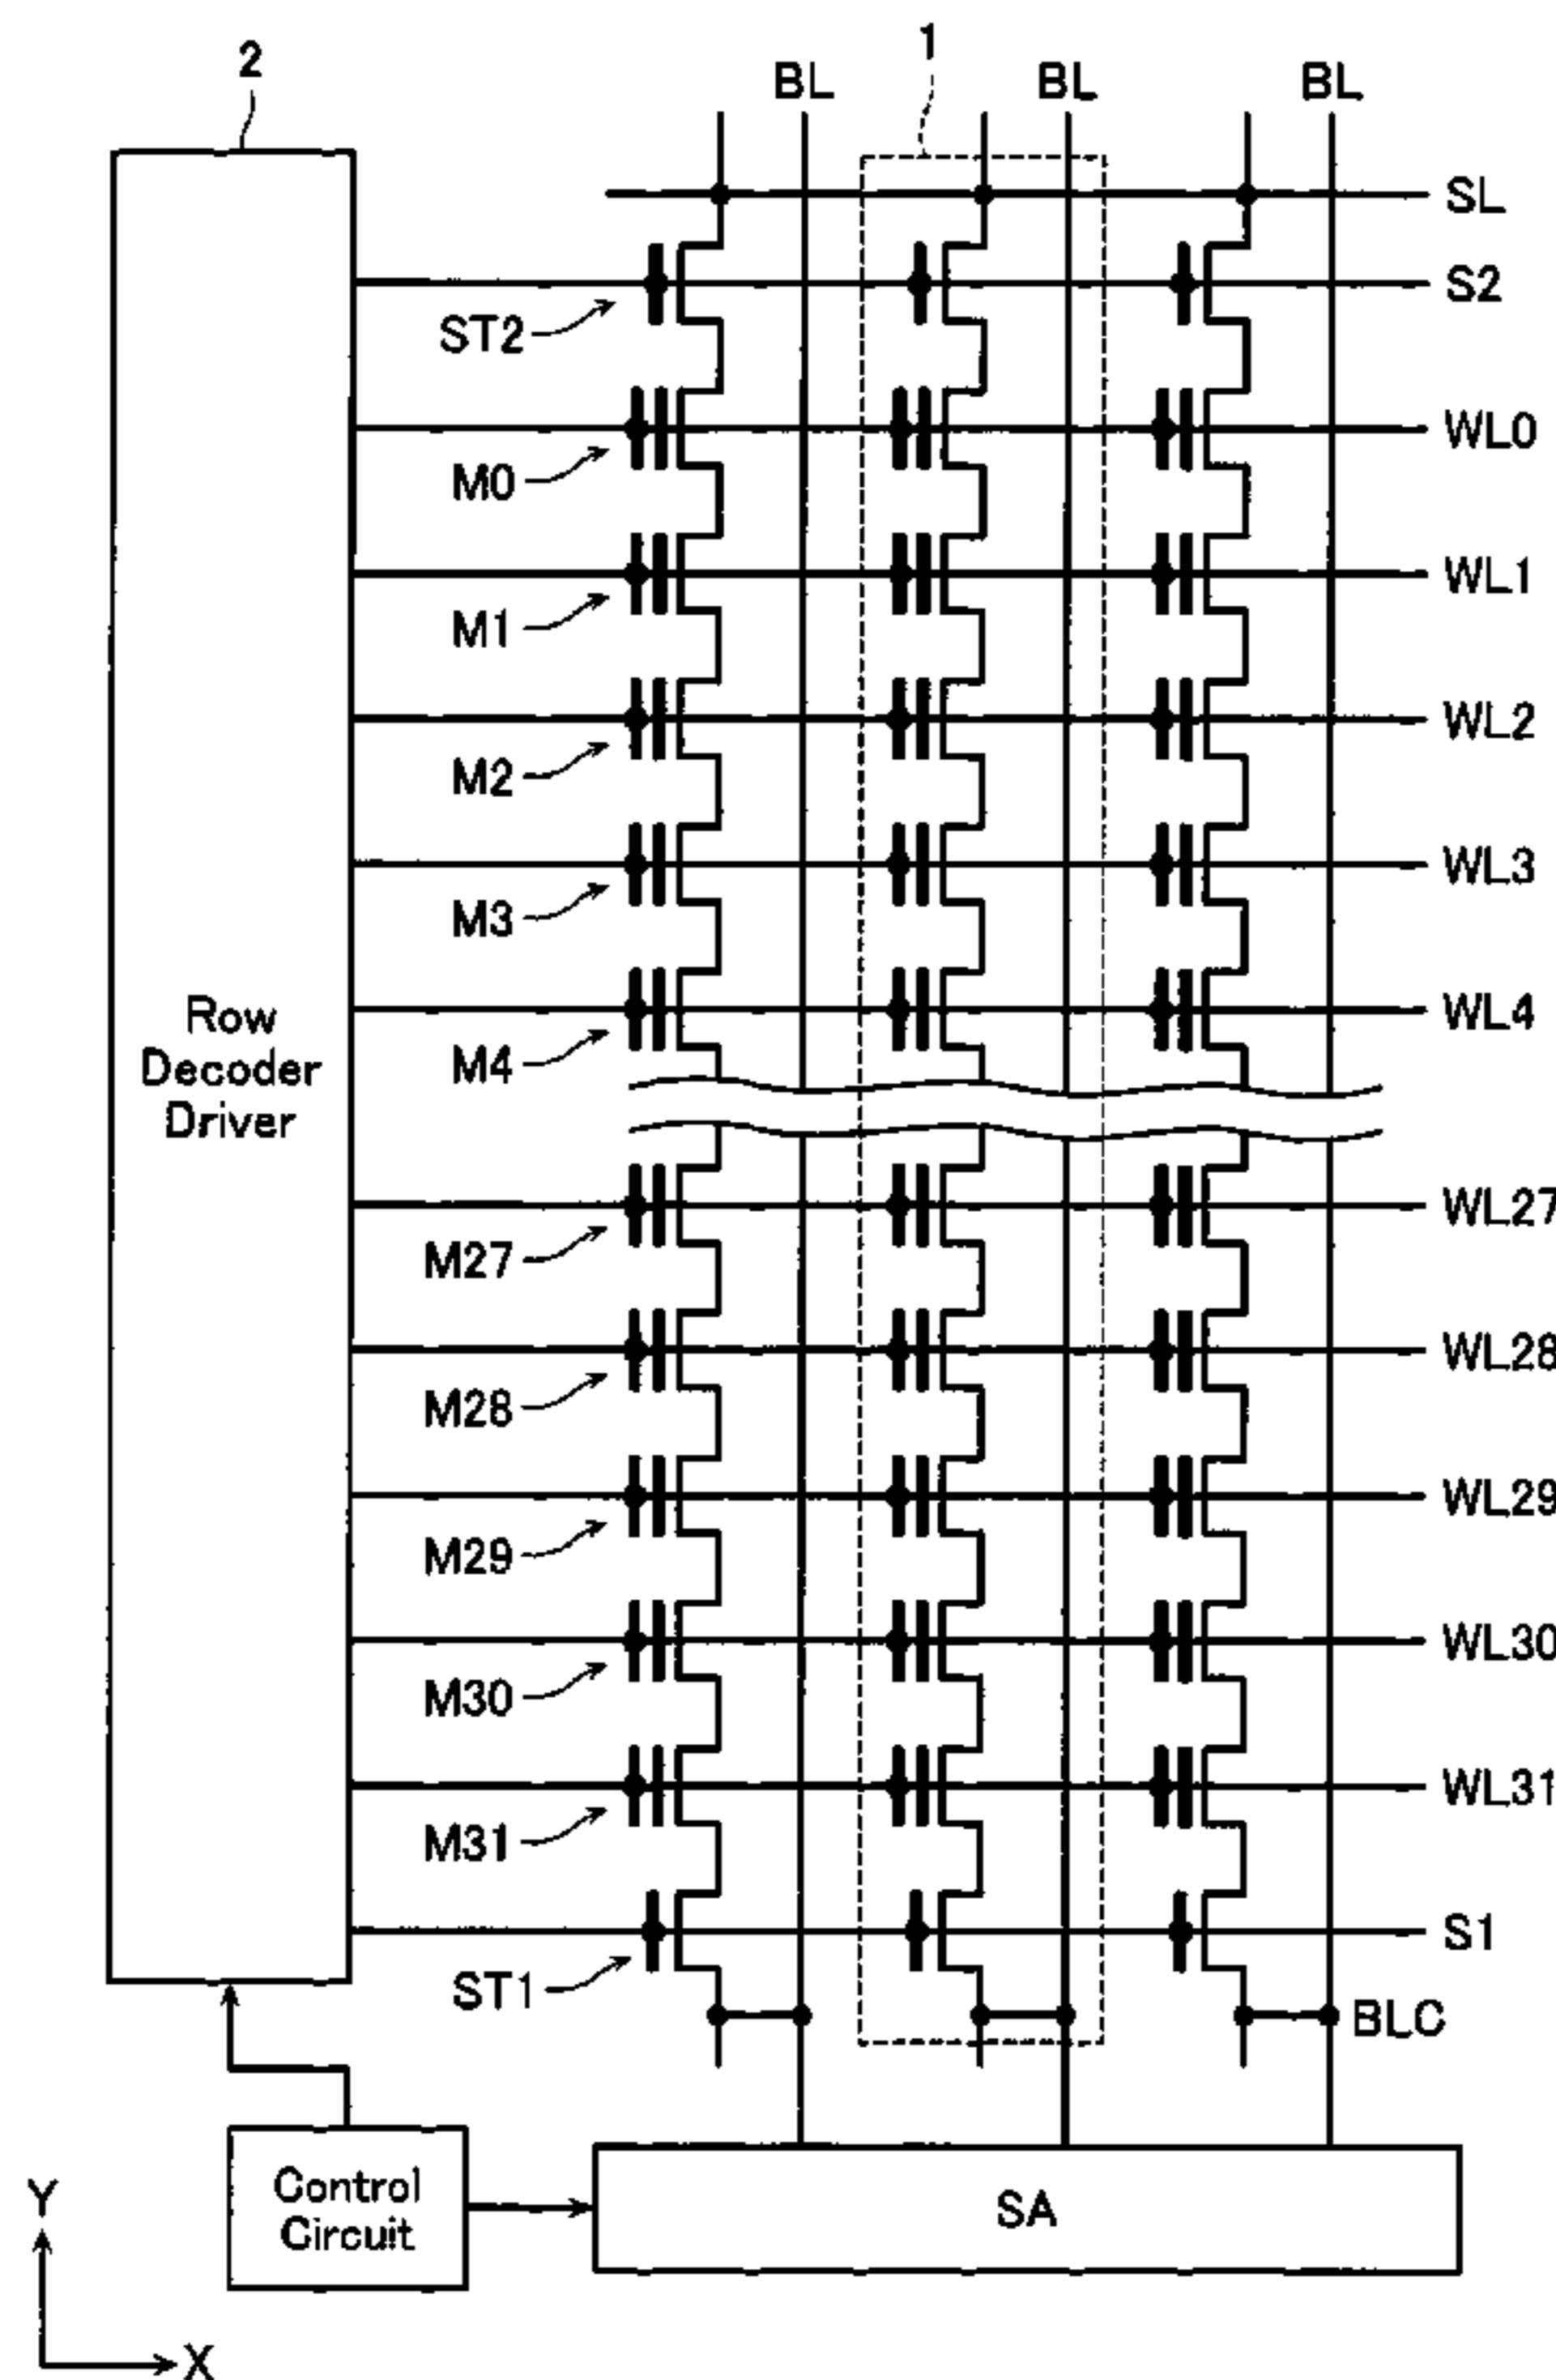 2
1
BL
BL
BL
SL
S2
ST2
WL0
M0
WL1
M1
WL2
M2
WL3
M3
WL4
M4
Row
Decoder
Driver
WL27
M27
WL28
M28
WL29
M29
WL30
M30
WL31
M31
S1
ST1
BLC
Control
Circuit
SA
Y
X